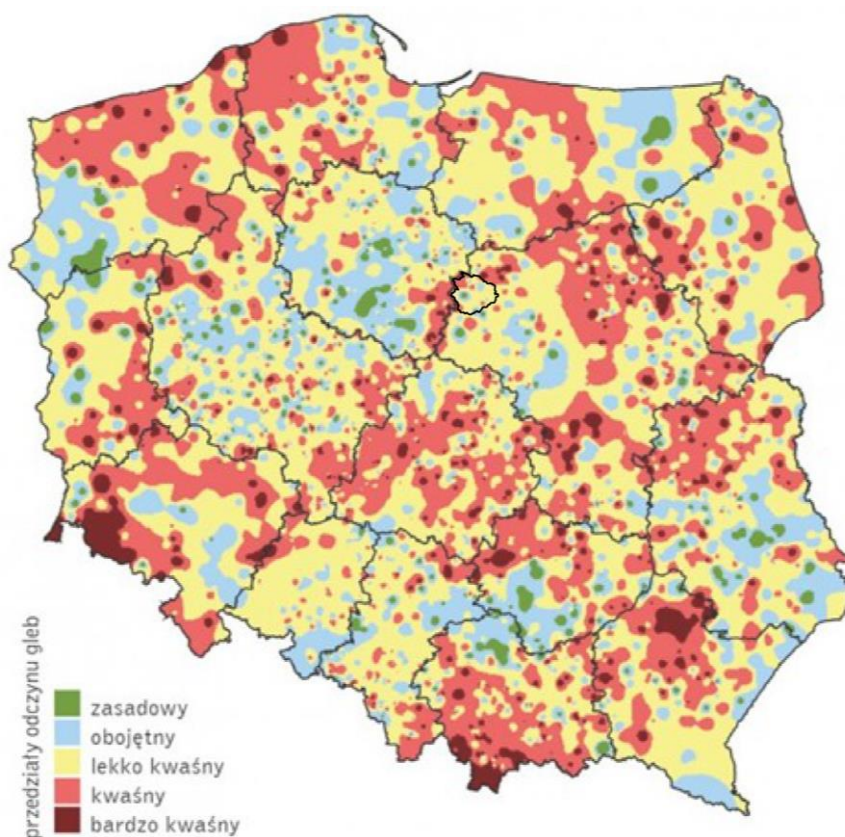 przedziały odczynu gleb
zasadowy
obojętny
lekko kwaśny
kwaśny
bardzo kwaśny